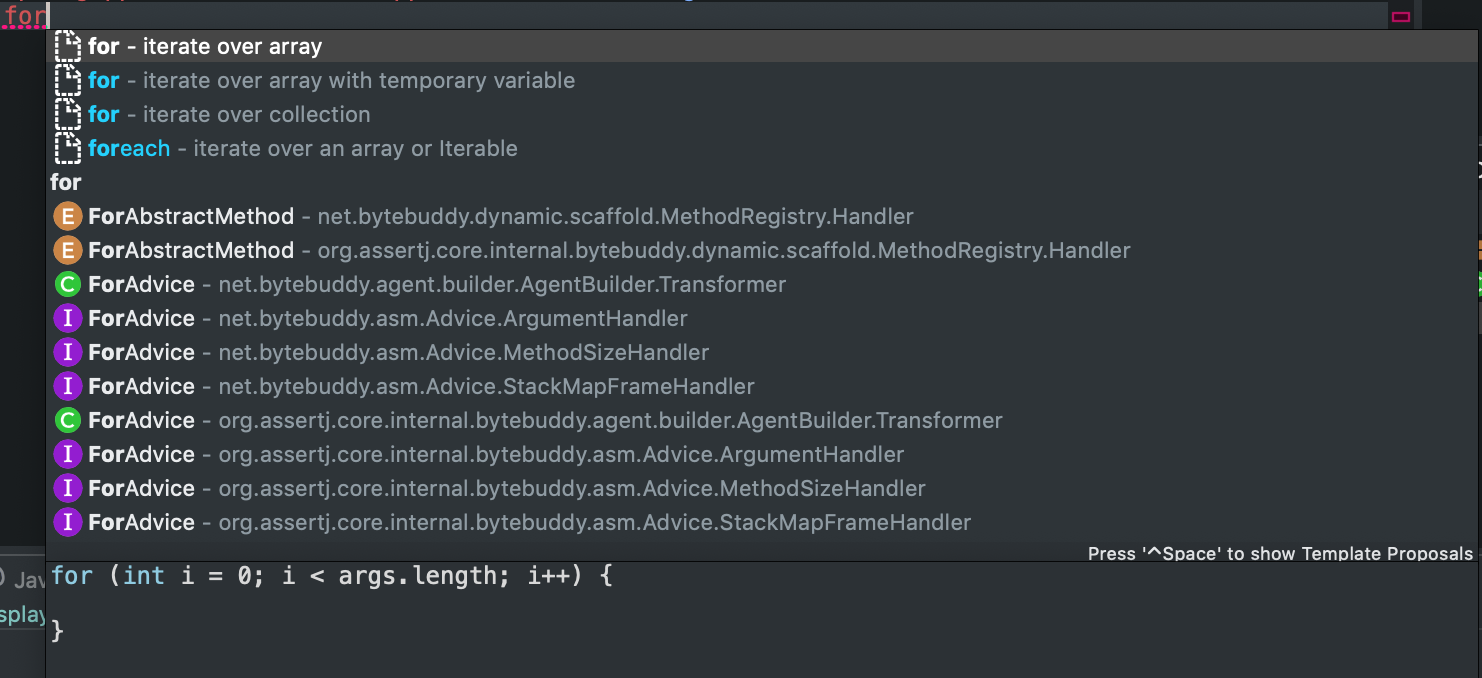 for
for - iterate over array
for - iterate over array with temporary variable
for - iterate over collection
foreach - iterate over an array or Iterable
for
E ForAbstractMethod - net.bytebuddy.dynamic.scaffold.MethodRegistry.Handler
E ForAbstractMethod - org.assertj.core.internal.bytebuddy.dynamic.scaffold.MethodRegistry.Handler
C ForAdvice - net.bytebuddy.agent.builder.AgentBuilder.Transformer
I ForAdvice - net.bytebuddy.asm.Advice.ArgumentHandler
I ForAdvice - net.bytebuddy.asm.Advice.MethodSizeHandler
I ForAdvice - net.bytebuddy.asm.Advice.StackMapFrameHandler
C ForAdvice - org.assertj.core.internal.bytebuddy.agent.builder.AgentBuilder.Transformer
I ForAdvice - org.assertj.core.internal.bytebuddy.asm.Advice.ArgumentHandler
I ForAdvice - org.assertj.core.internal.bytebuddy.asm.Advice.MethodSizeHandler
I ForAdvice - org.assertj.core.internal.bytebuddy.asm.Advice.StackMapFrameHandler
Press '^Space' to show Template Proposals
Jav
splay
for (int i = 0; i < args.length; i++) {
}